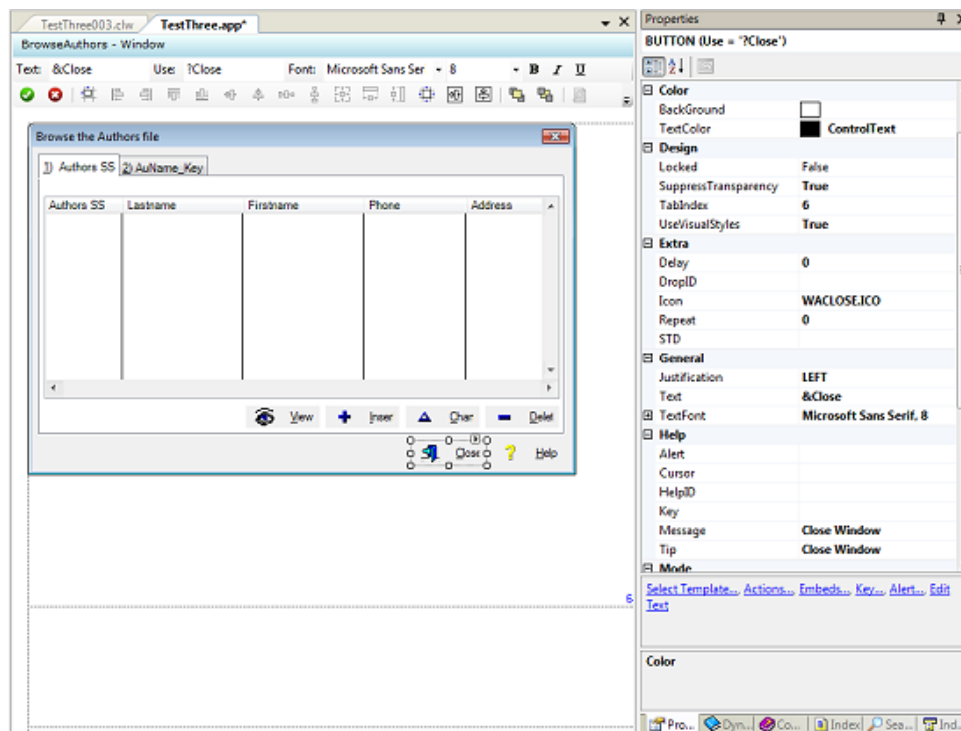 TestThree003.clw TestThree.app*
BrowseAuthors - Window
Text: &Close Use: ?Close Font: Microsoft Sans Ser 8 B I U
Browse the Authors file
1) Authors SS 2) AuName_Key
Authors SS Lastname Firstname Phone Address
View Inser Char Delet
Close Help
6
Properties
BUTTON (Use = '?Close')
Color
BackGround
TextColor ControlText
Design
Locked False
SuppressTransparency True
TabIndex 6
UseVisualStyles True
Extra
Delay 0
DropID
Icon WACLOSE.ICO
Repeat 0
STD
General
Justification LEFT
Text &Close
TextFont Microsoft Sans Serif, 8
Help
Alert
Cursor
HelpID
Key
Message Close Window
Tip Close Window
Mode
Select Template... Actions... Embeds... Key... Alert... Edit
Text
Color
Pro... Dyn... Co... Index Sea... Ind...